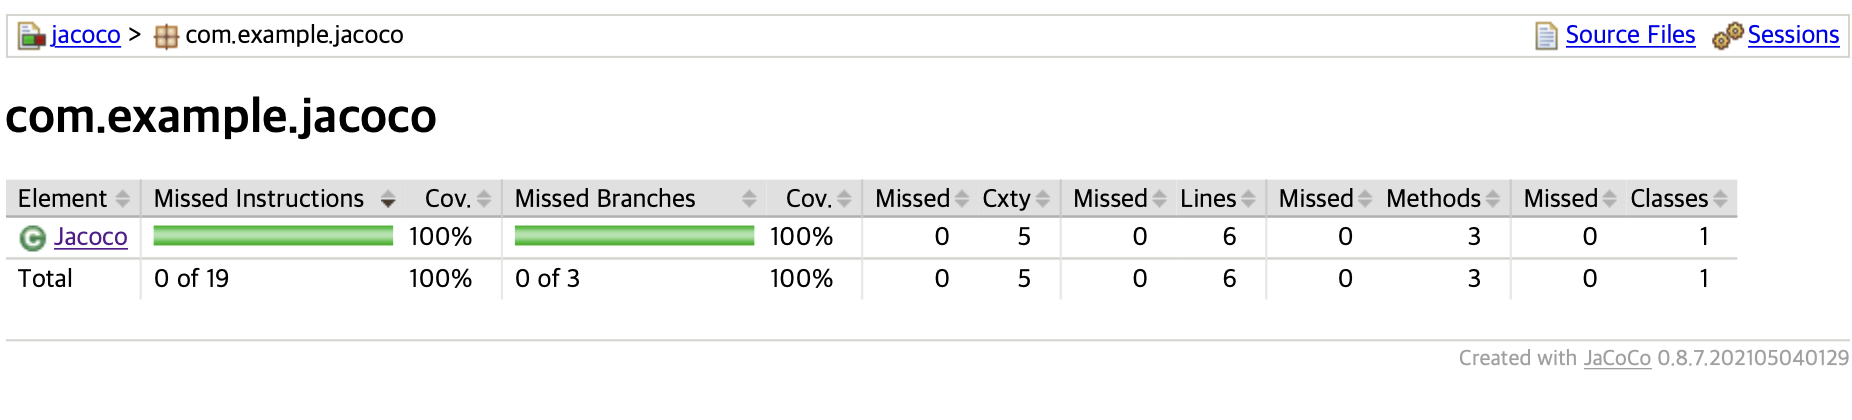 jacoco > com.example.jacoco Source Files Sessions
com.example.jacoco
Element Missed Instructions Cov. Missed Branches Cov. Missed Cxty Missed Lines Missed Methods Missed Classes
C Jacoco 100% 100% 0 5 0 6 0 3 0 1
Total 0 of 19 100% 0 of 3 100% 0 5 0 6 0 3 0 1
Created with JaCoCo 0.8.7.202105040129